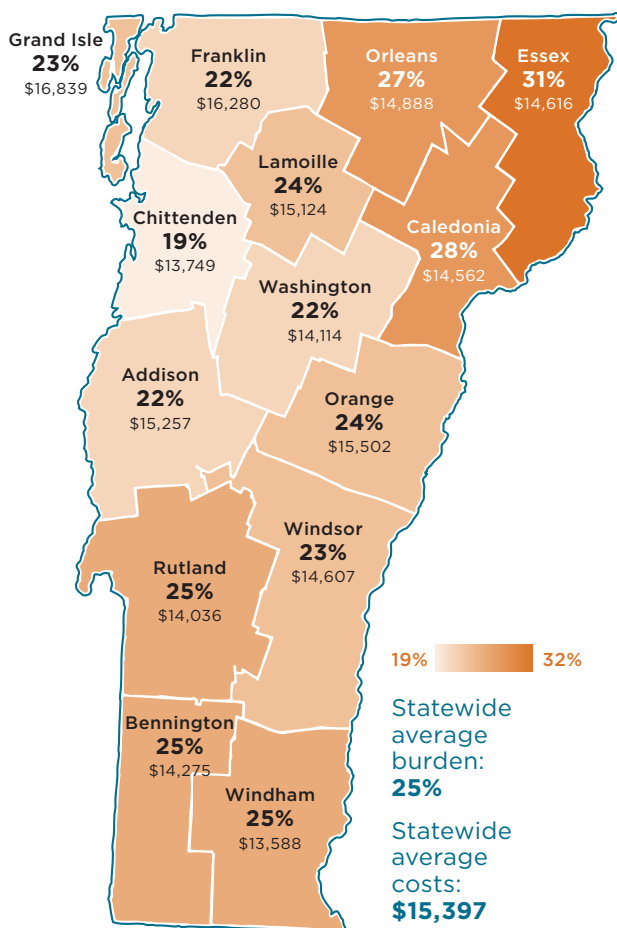 Grand Isle
23%
$16,839
Franklin
22%
$16,280
Orleans
27%
$14,888
Essex
31%
$14,616
Lamoille
24%
$15,124
Chittenden
19%
$13,749
Caledonia
28%
$14,562
Washington
22%
$14,114
Addison
22%
$15,257
Orange
24%
$15,502
Windsor
23%
$14,607
Rutland
25%
$14,036
Bennington
25%
$14,275
Windham
25%
$13,588
19% 32%
Statewide
average
burden:
25%
Statewide
average
costs:
$15,397